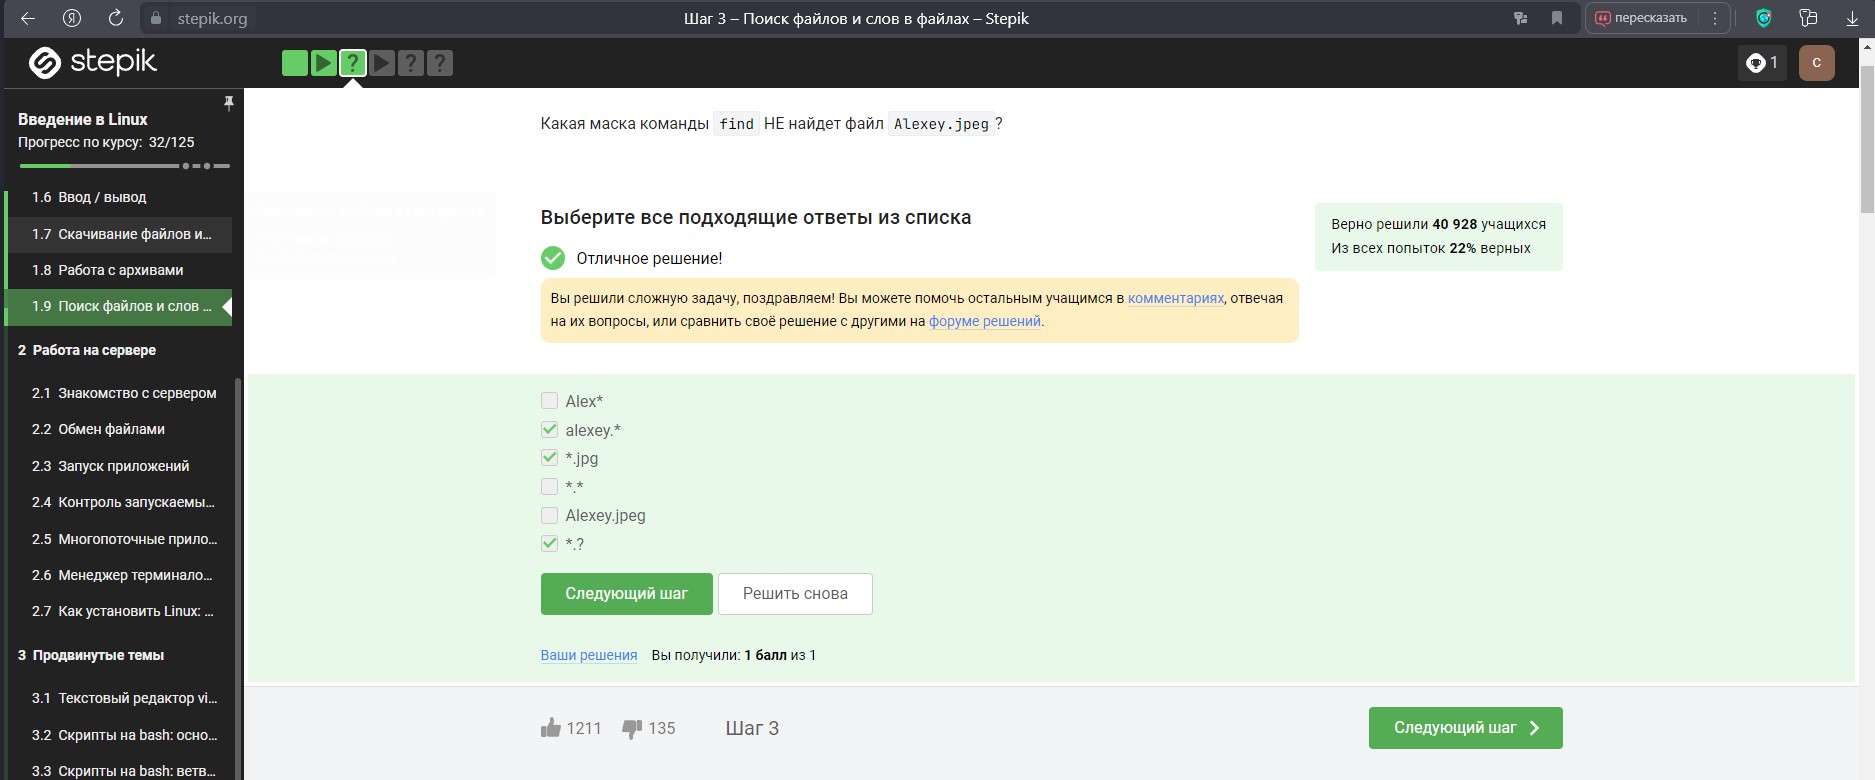 stepik.org
Шаг 3 – Поиск файлов и слов в файлах – Stepik
пересказать
stepik
1
С
Введение в Linux
Прогресс по курсу: 32/125
1.6 Ввод / вывод
1.7 Скачивание файлов и...
1.8 Работа с архивами
1.9 Поиск файлов и слов ...
2 Работа на сервере
2.1 Знакомство с сервером
2.2 Обмен файлами
2.3 Запуск приложений
2.4 Контроль запускаемы...
2.5 Многопоточные прило...
2.6 Менеджер терминало...
2.7 Как установить Linux: ...
3 Продвинутые темы
3.1 Текстовый редактор vi...
3.2 Скрипты на bash: осно...
3.3 Скрипты на bash: ветв...
Какая маска команды find НЕ найдет файл Alexey.jpeg ?
Выберите все подходящие ответы из списка
Отличное решение!
Вы решили сложную задачу, поздравляем! Вы можете помочь остальным учащимся в комментариях, отвечая
на их вопросы, или сравнить своё решение с другими на форуме решений.
Верно решили 40 928 учащихся
Из всех попыток 22% верных
Alex*
alexey.*
*.jpg
*.*
Alexey.jpeg
*.?
Следующий шаг
Решить снова
Ваши решения Вы получили: 1 балл из 1
1211
135
Шаг 3
Следующий шаг